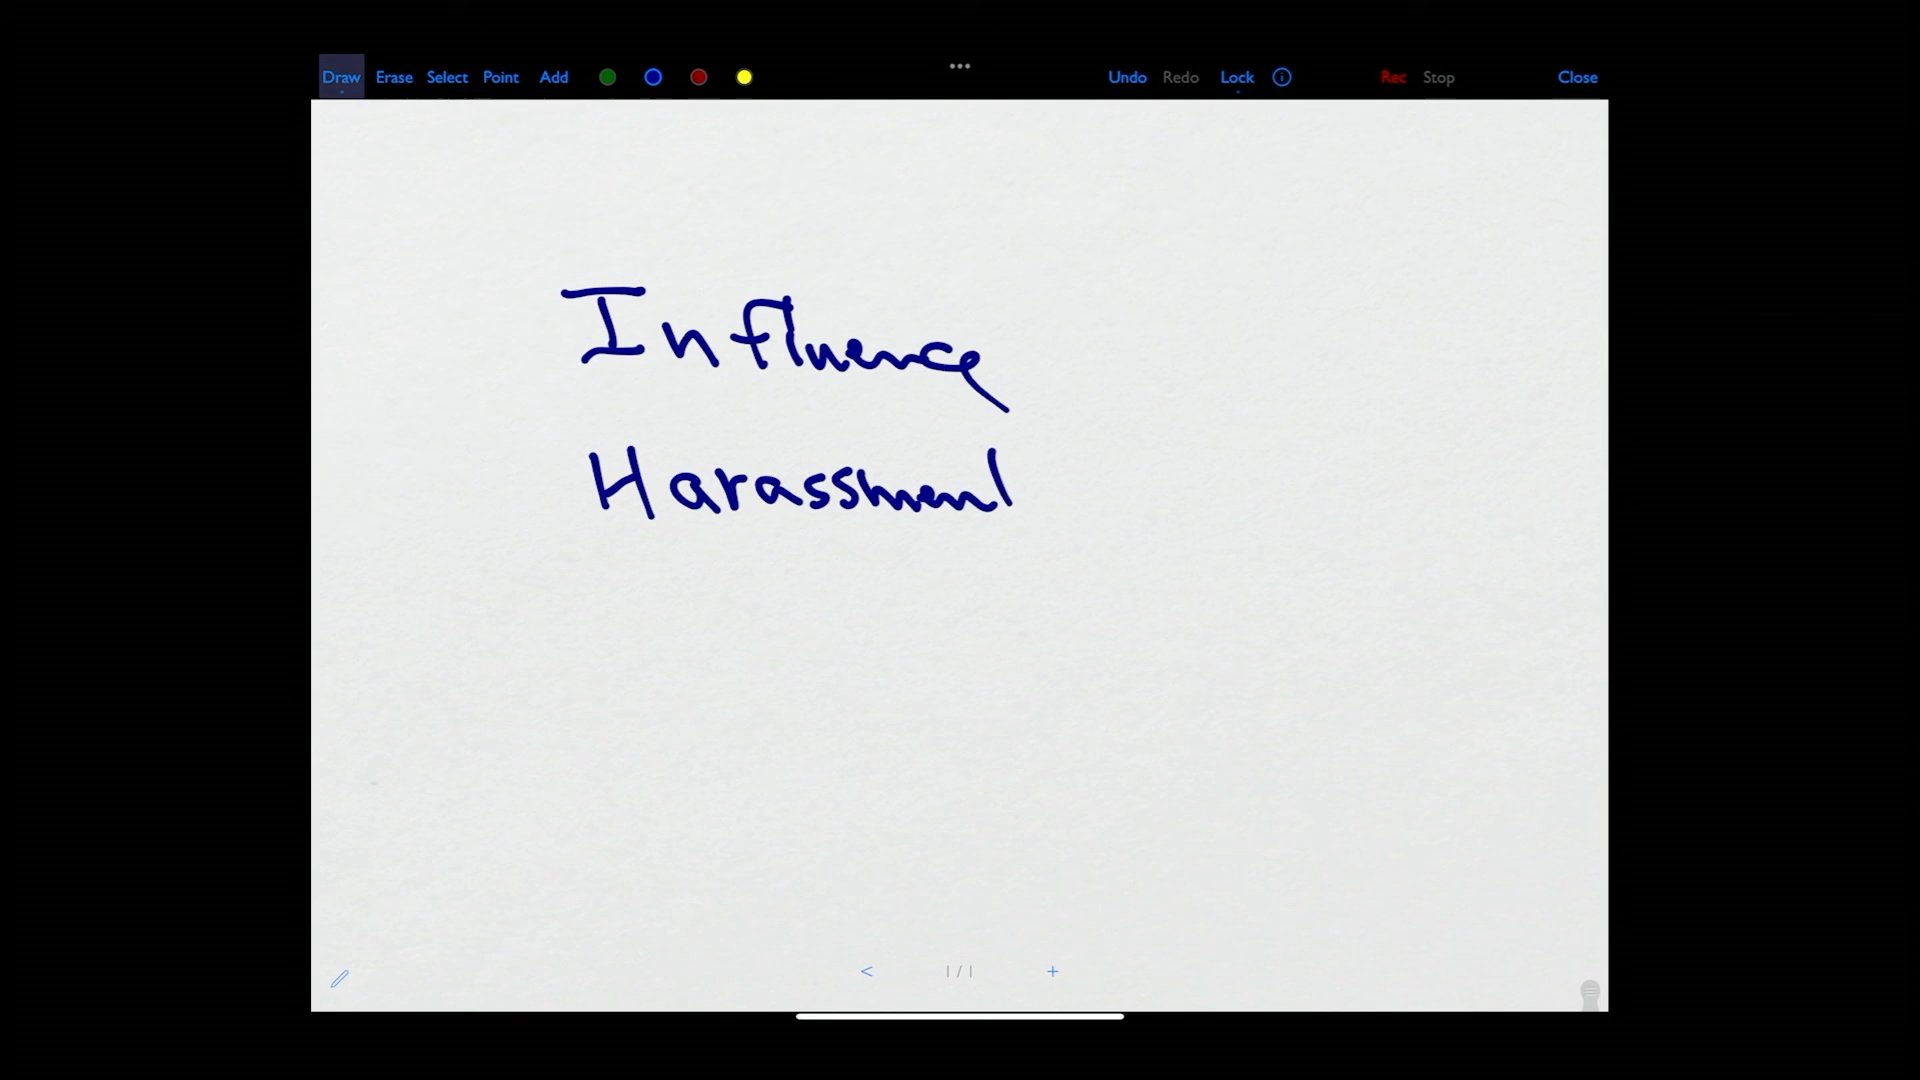 Draw Erase Select Point Add ••• Undo Redo Lock Rec Stop Close
Influence
Harassment
< 1 / 1 +